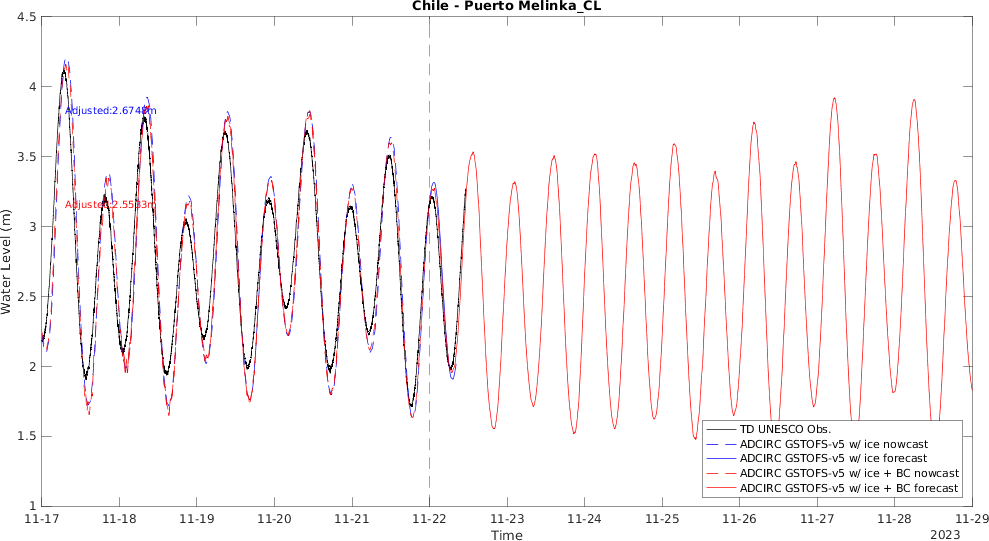 Chile - Puerto Melinka_CL
4.5
4
3.5
3
2.5
2
1.5
1
Water Level (m)
Adjusted:2.6748m
Adjusted:2.5533m
TD UNESCO Obs.
ADCIRC GSTOFS-v5 w/ ice nowcast
ADCIRC GSTOFS-v5 w/ ice forecast
ADCIRC GSTOFS-v5 w/ ice + BC nowcast
ADCIRC GSTOFS-v5 w/ ice + BC forecast
11-17 11-18 11-19 11-20 11-21 11-22 11-23 11-24 11-25 11-26 11-27 11-28 11-29
Time
2023